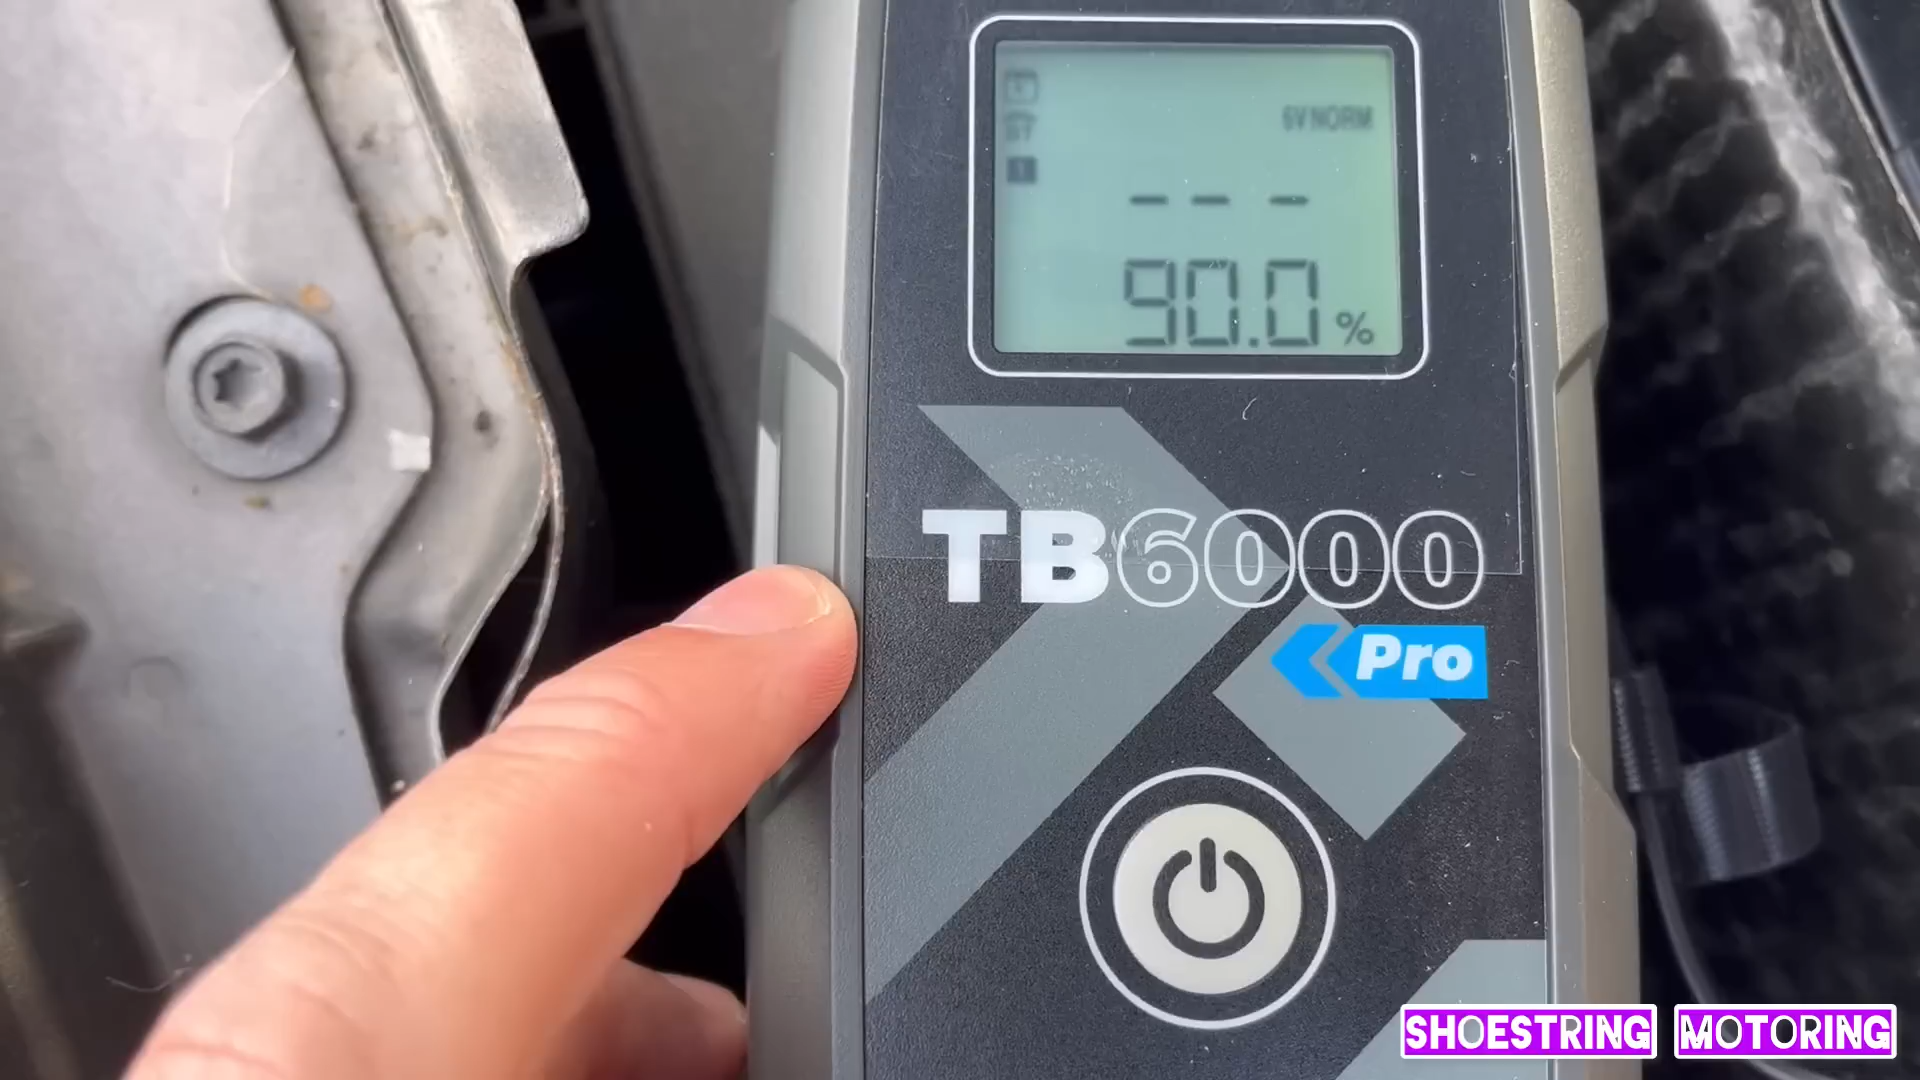 6V NORM
- - -
90.0%
TB6000
Pro
SHOESTRING MOTORING